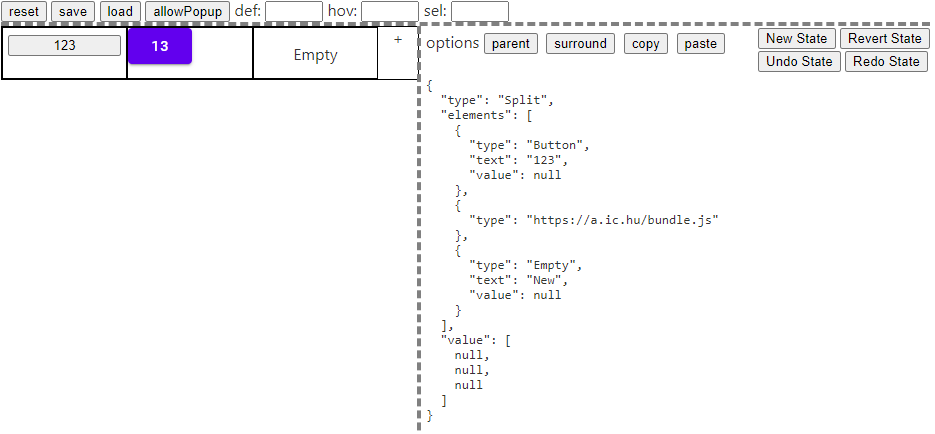 reset save load allowPopup def: hov: sel:
123 13 Empty +
options parent surround copy paste
New State Revert State
Undo State Redo State
{
  "type": "Split",
  "elements": [
    {
      "type": "Button",
      "text": "123",
      "value": null
    },
    {
      "type": "https://a.ic.hu/bundle.js"
    },
    {
      "type": "Empty",
      "text": "New",
      "value": null
    }
  ],
  "value": [
    null,
    null,
    null
  ]
}